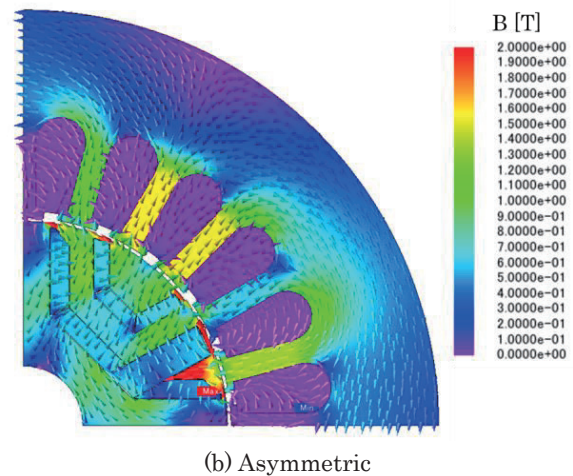 B [T]
2.0000e+00
1.9000e+00
1.8000e+00
1.7000e+00
1.6000e+00
1.5000e+00
1.4000e+00
1.3000e+00
1.2000e+00
1.1000e+00
1.0000e+00
9.0000e-01
8.0000e-01
7.0000e-01
6.0000e-01
5.0000e-01
4.0000e-01
3.0000e-01
2.0000e-01
1.0000e-01
0.0000e+00
Max
Min
(b) Asymmetric